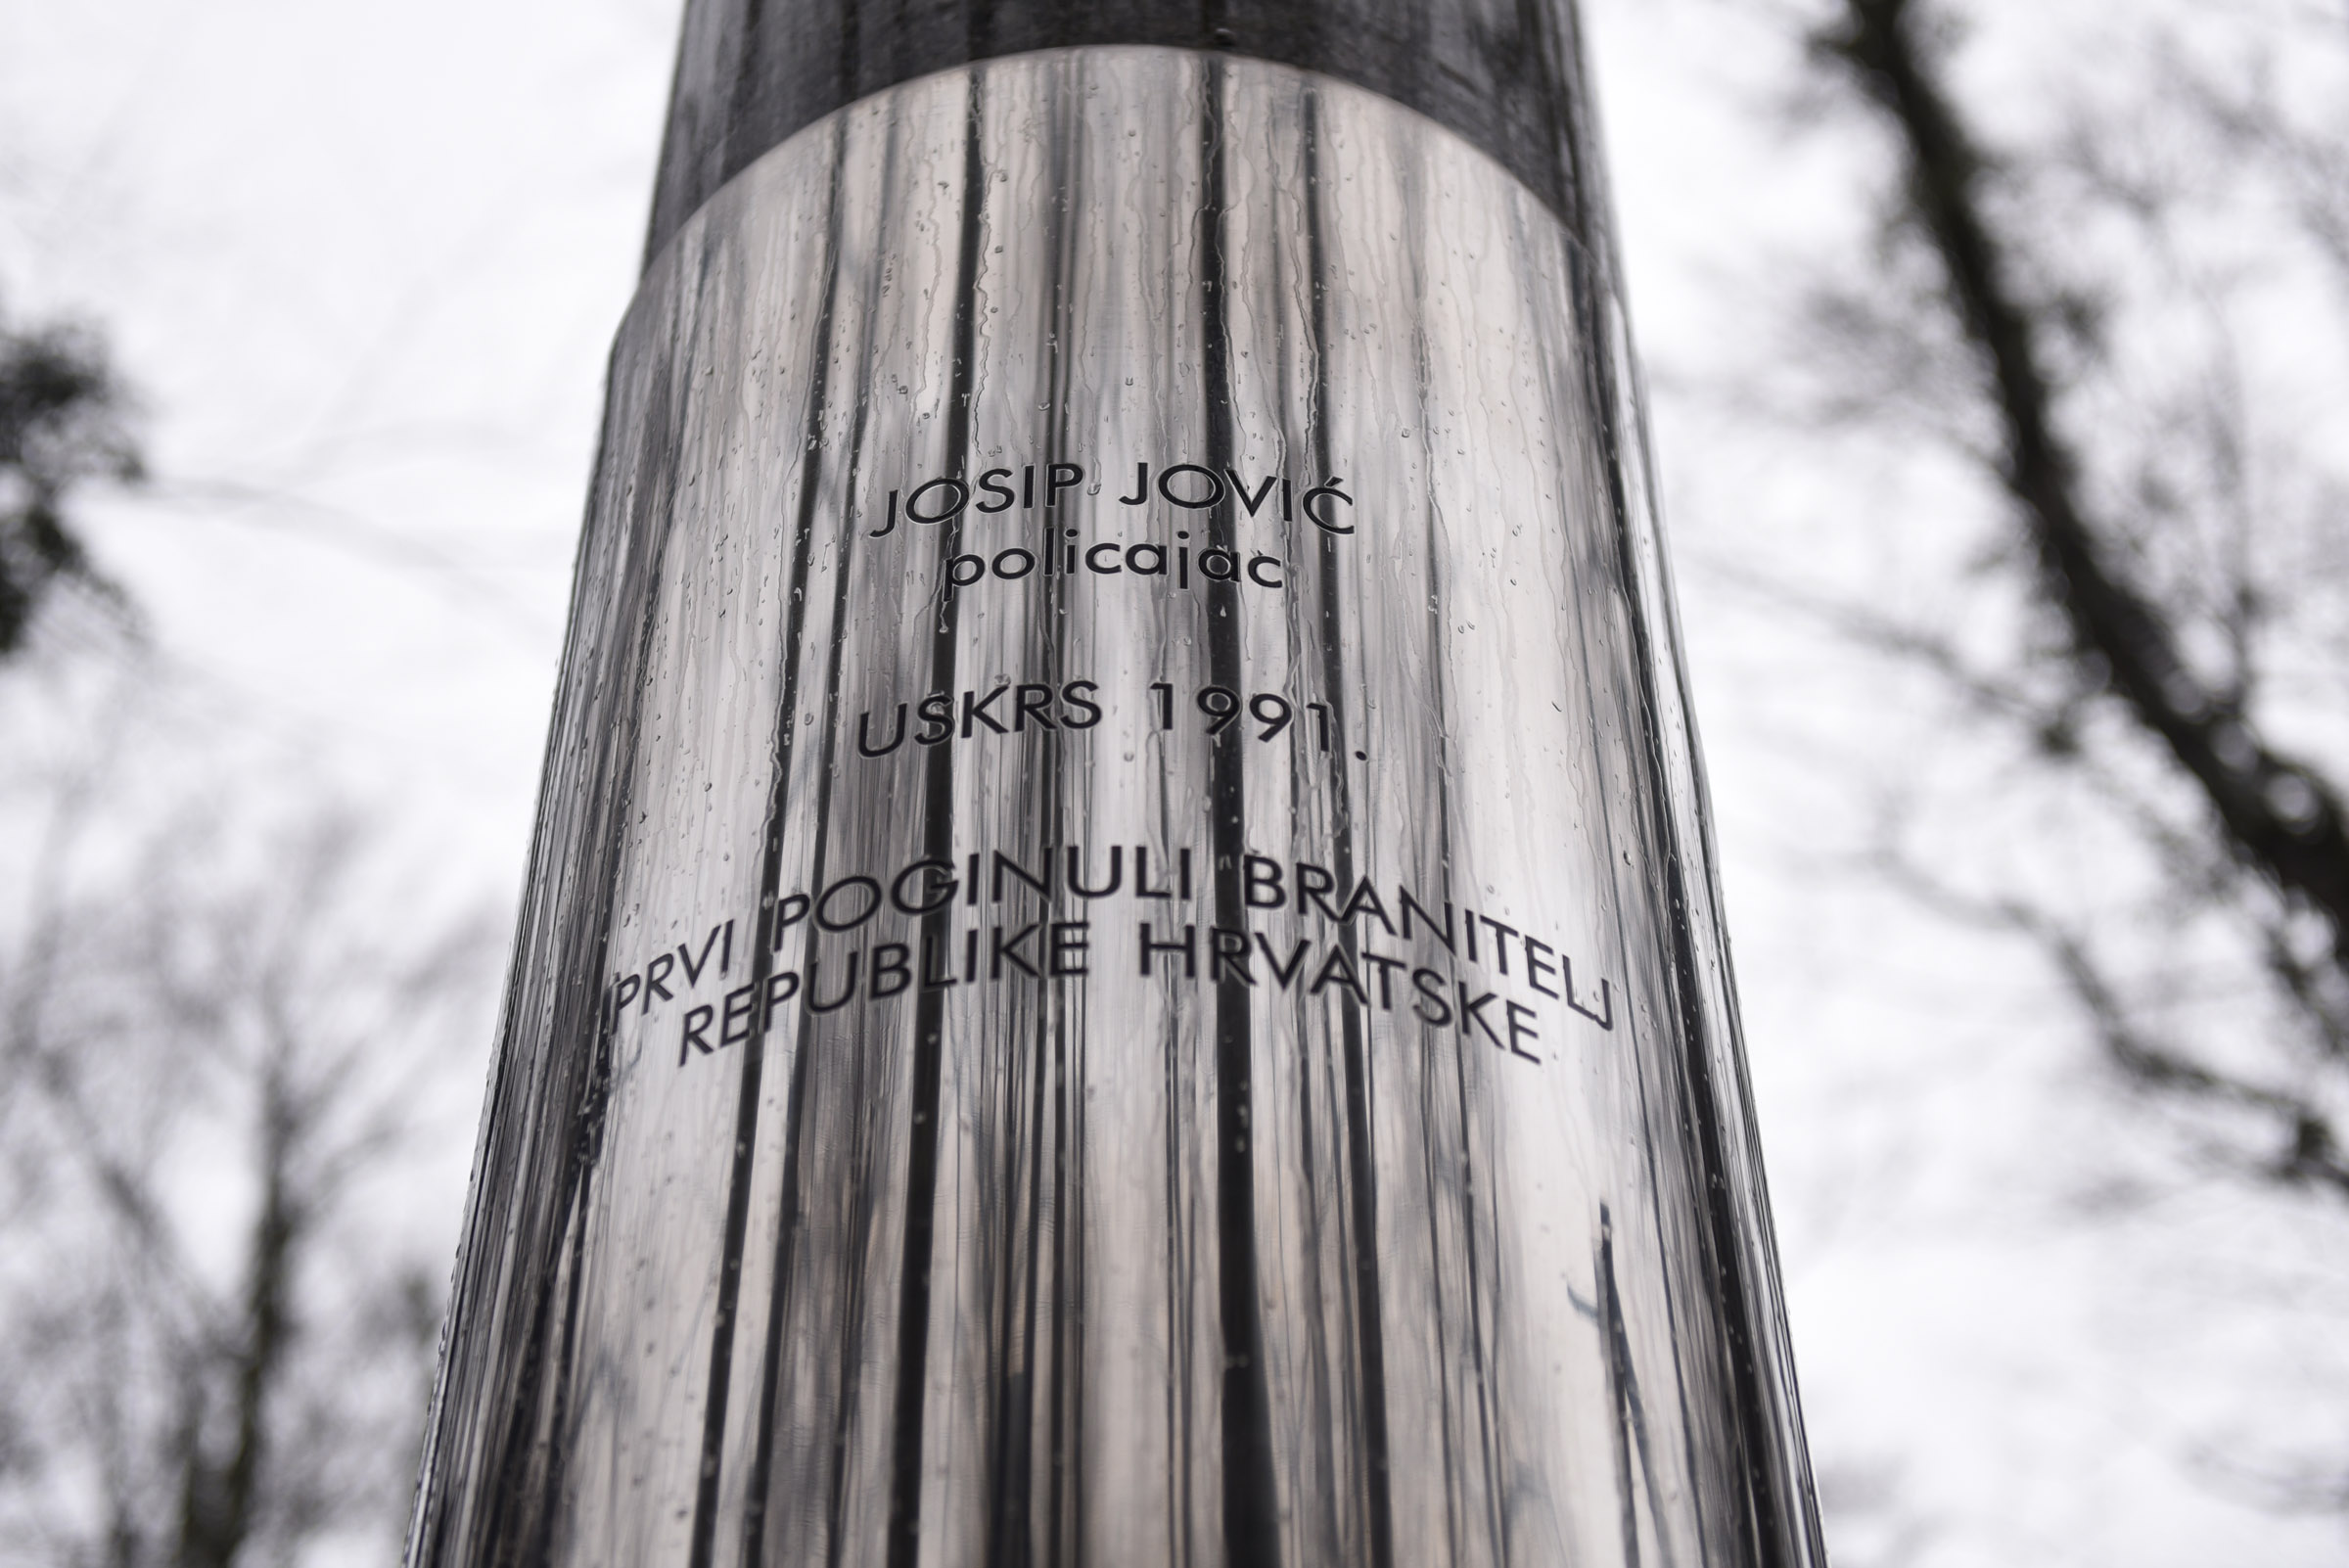 JOSIP JOVIĆ
policajac
USKRS 1991.
PRVI POGINULI BRANITELJ
REPUBLIKE HRVATSKE